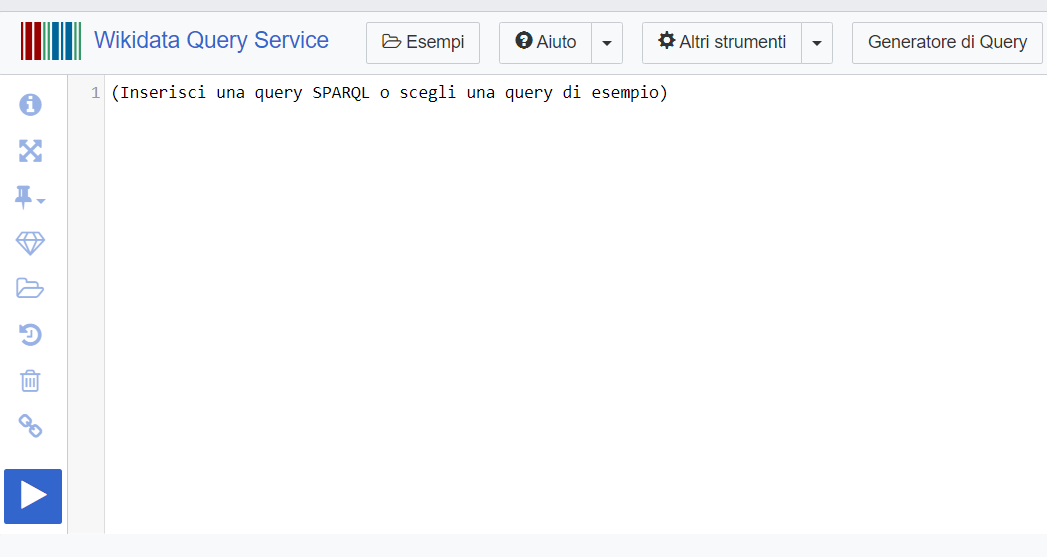 Wikidata Query Service Esempi Aiuto Altri strumenti Generatore di Query
1 (Inserisci una query SPARQL o scegli una query di esempio)